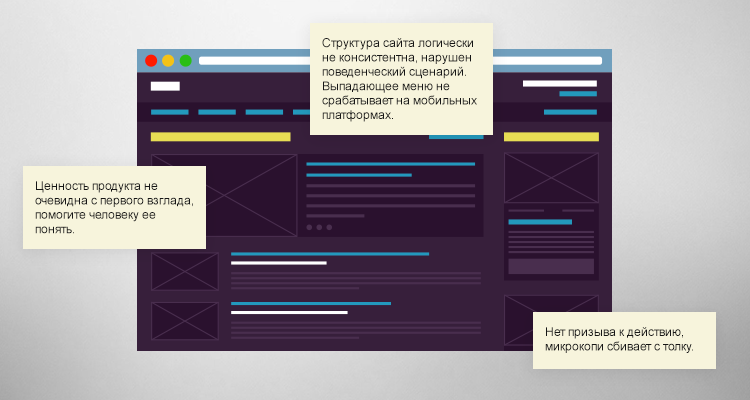 Структура сайта логически
не консистентна, нарушен
поведенческий сценарий.
Выпадающее меню не
срабатывает на мобильных
платформах.
Ценность продукта не
очевидна с первого взгляда,
помогите человеку ее
понять.
Нет призыва к действию,
микрокопи сбивает с толку.